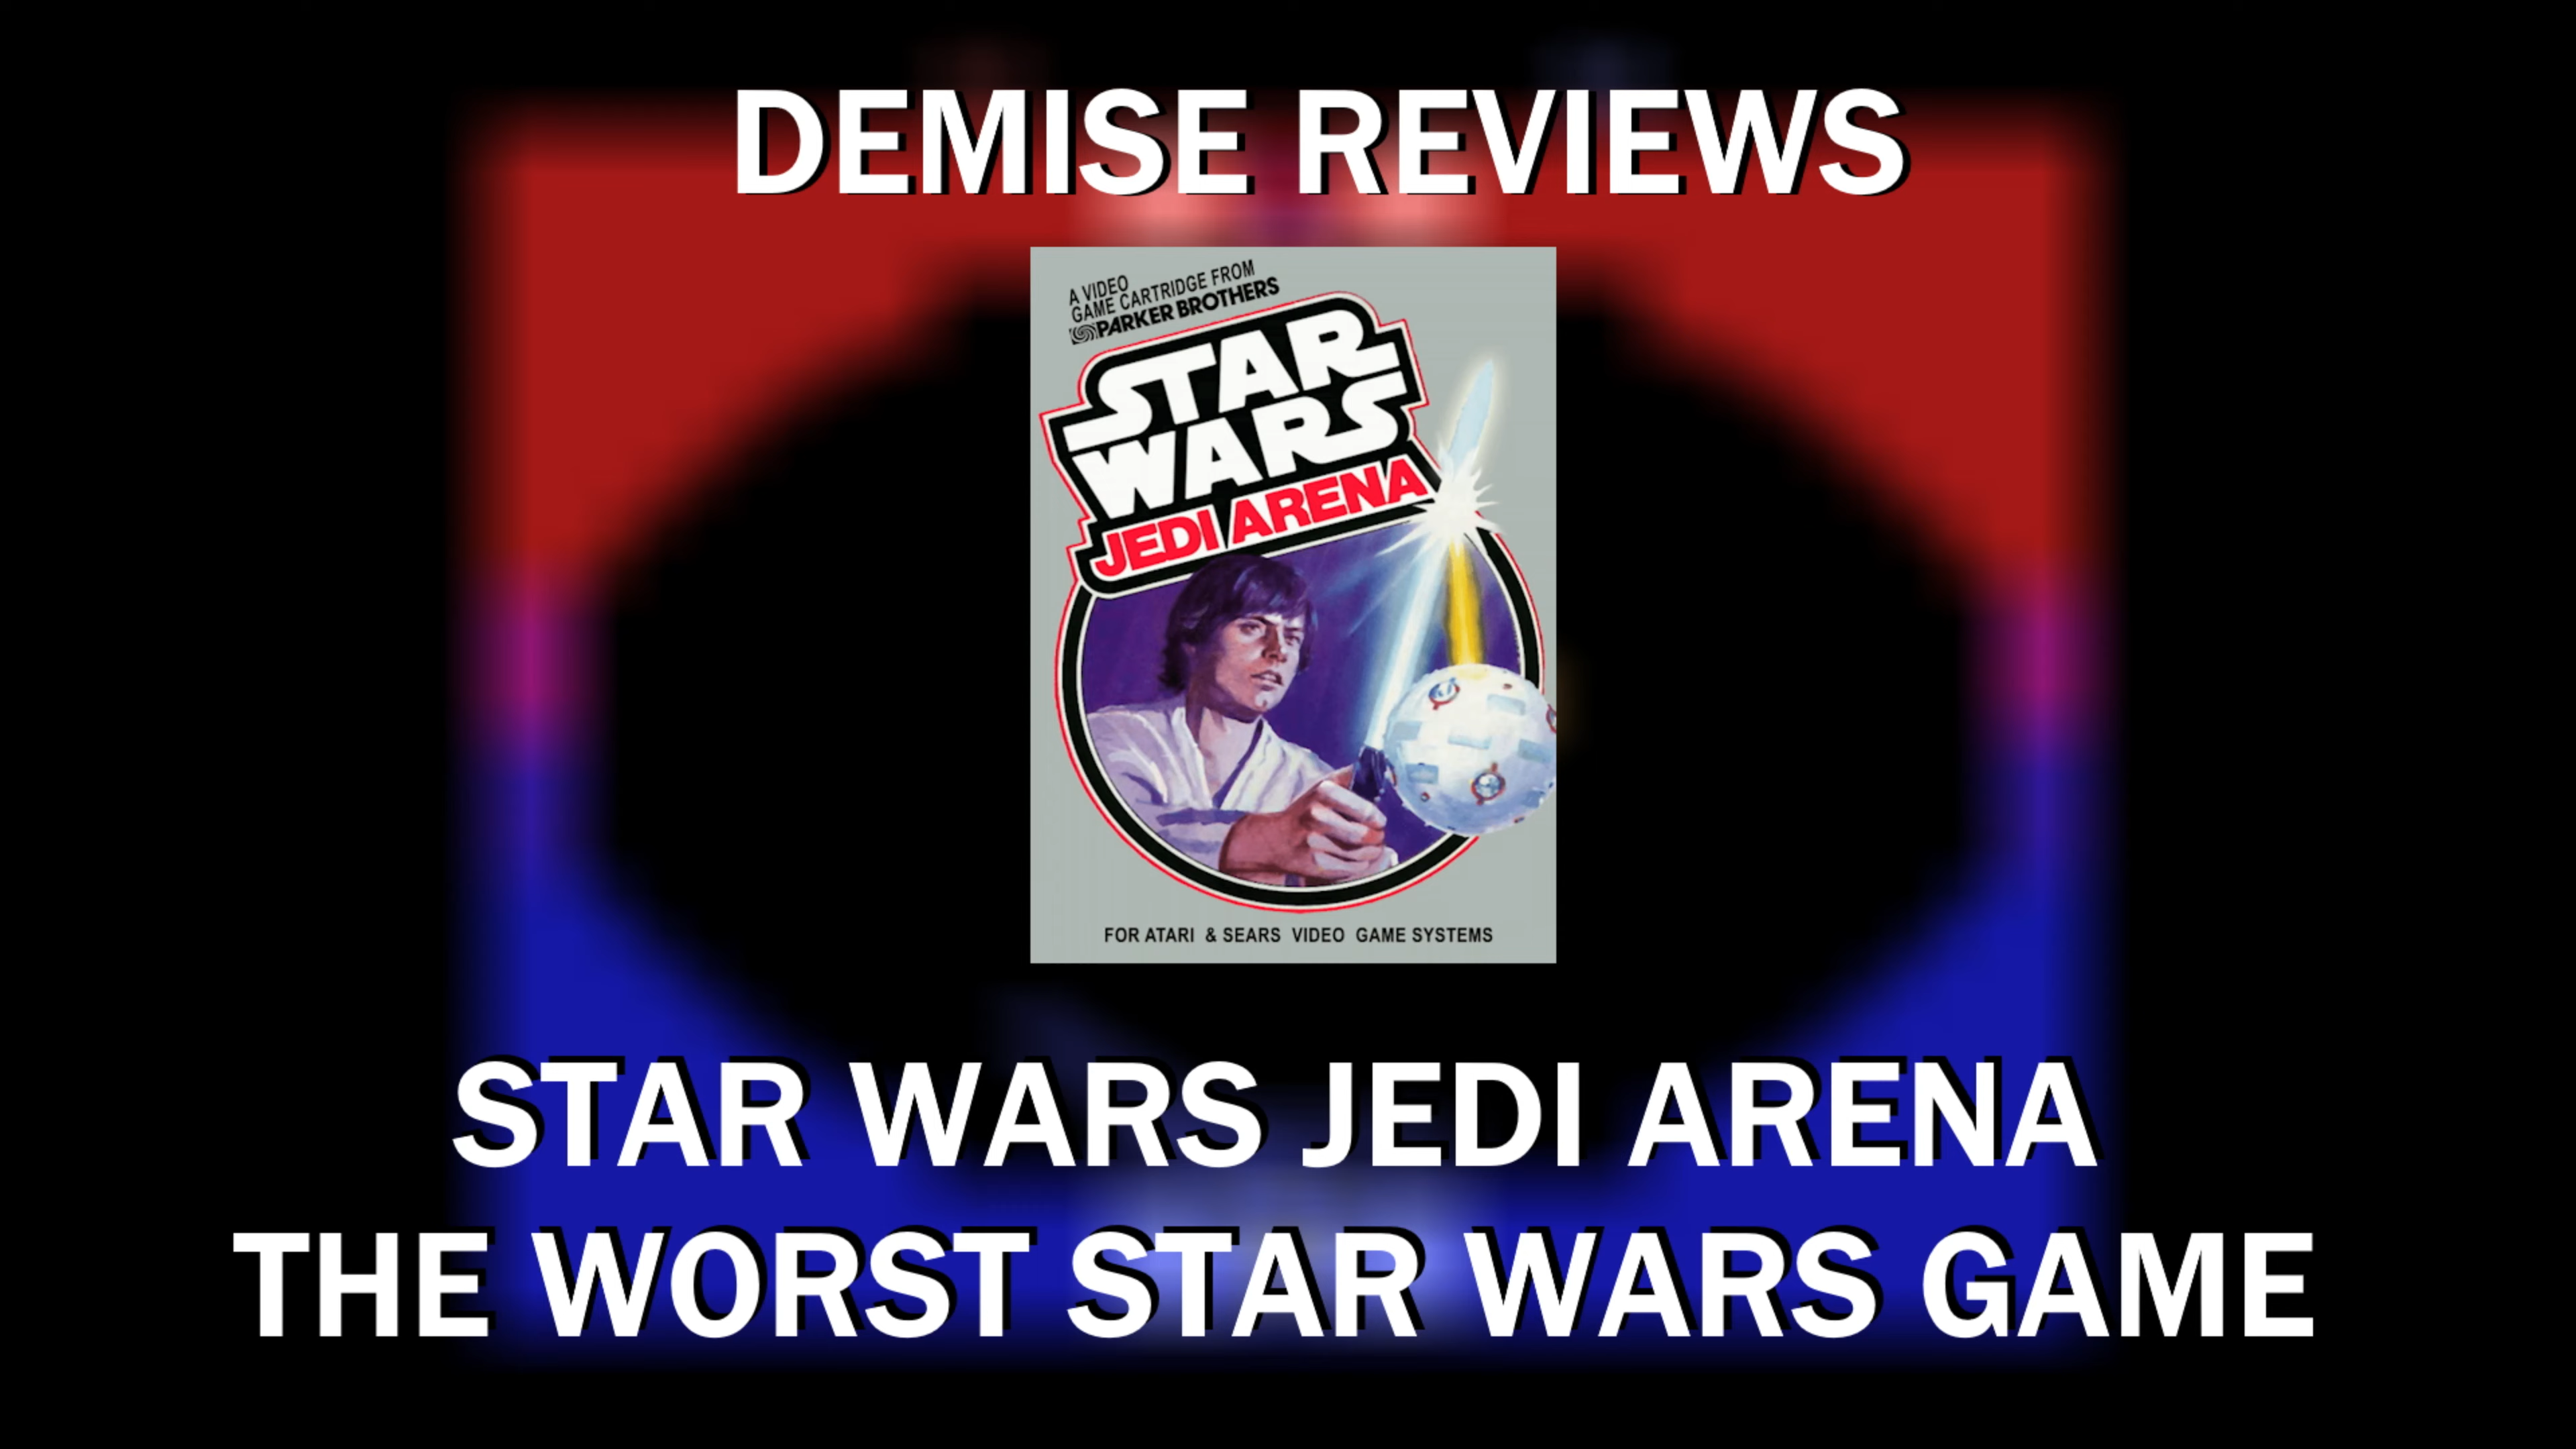 DEMISE REVIEWS
A VIDEO
GAME CARTRIDGE FROM
PARKER BROTHERS
STAR
WARS
JEDI ARENA
FOR ATARI & SEARS VIDEO GAME SYSTEMS
STAR WARS JEDI ARENA
THE WORST STAR WARS GAME